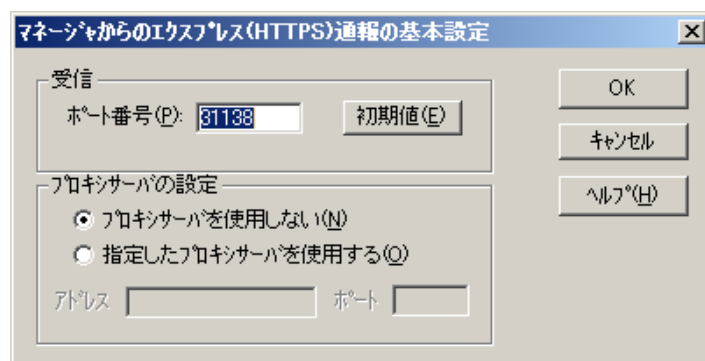 マネージャからのエクスプレス(HTTPS)通報の基本設定
受信
ポート番号(P): 31138 初期値(E)
OK
キャンセル
ヘルプ(H)
プロキシサーバの設定
プロキシサーバを使用しない(N)
指定したプロキシサーバを使用する(O)
アドレス ポート